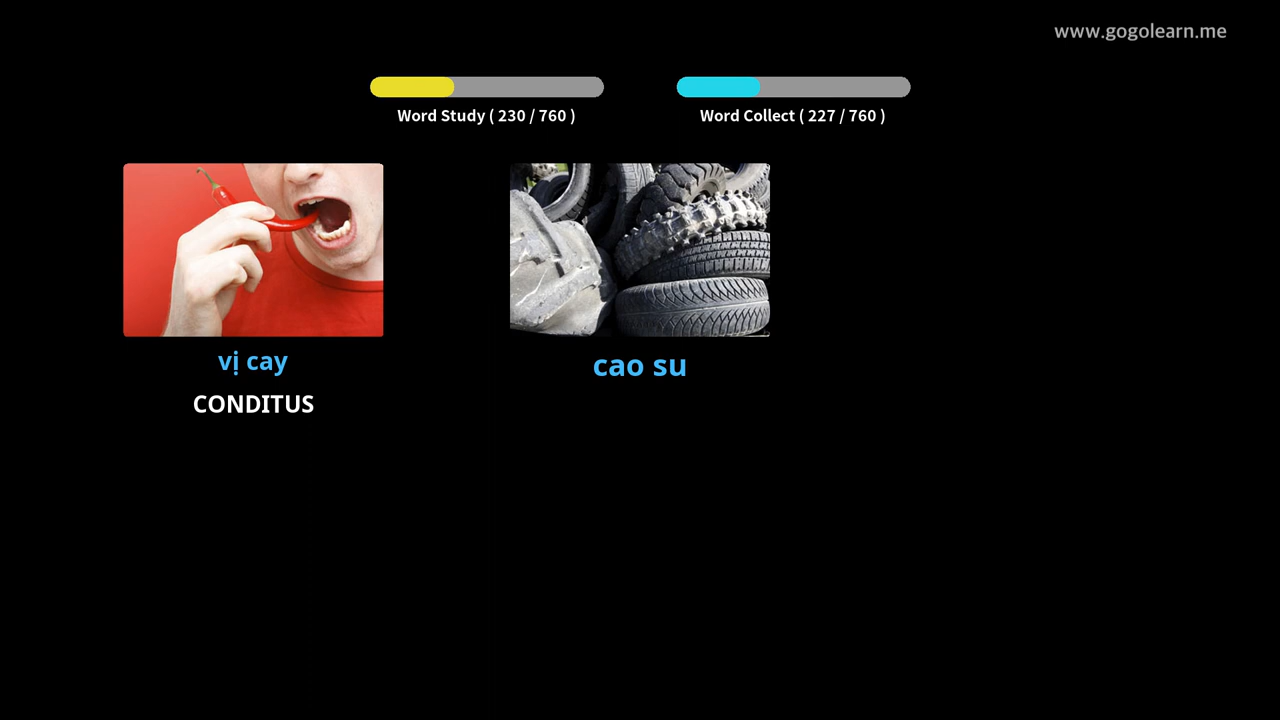 www.gogolearn.me
Word Study ( 230 / 760 )
Word Collect ( 227 / 760 )
vị cay
CONDITUS
cao su